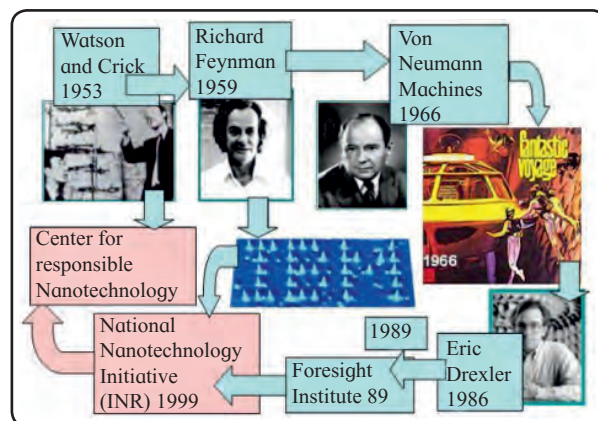 Watson
and Crick
1953
Richard
Feynman
1959
Von
Neumann
Machines
1966
fantastic
voyage
1966
Center for
responsible
Nanotechnology
National
Nanotechnology
Initiative
(INR) 1999
1989
Foresight
Institute 89
Eric
Drexler
1986